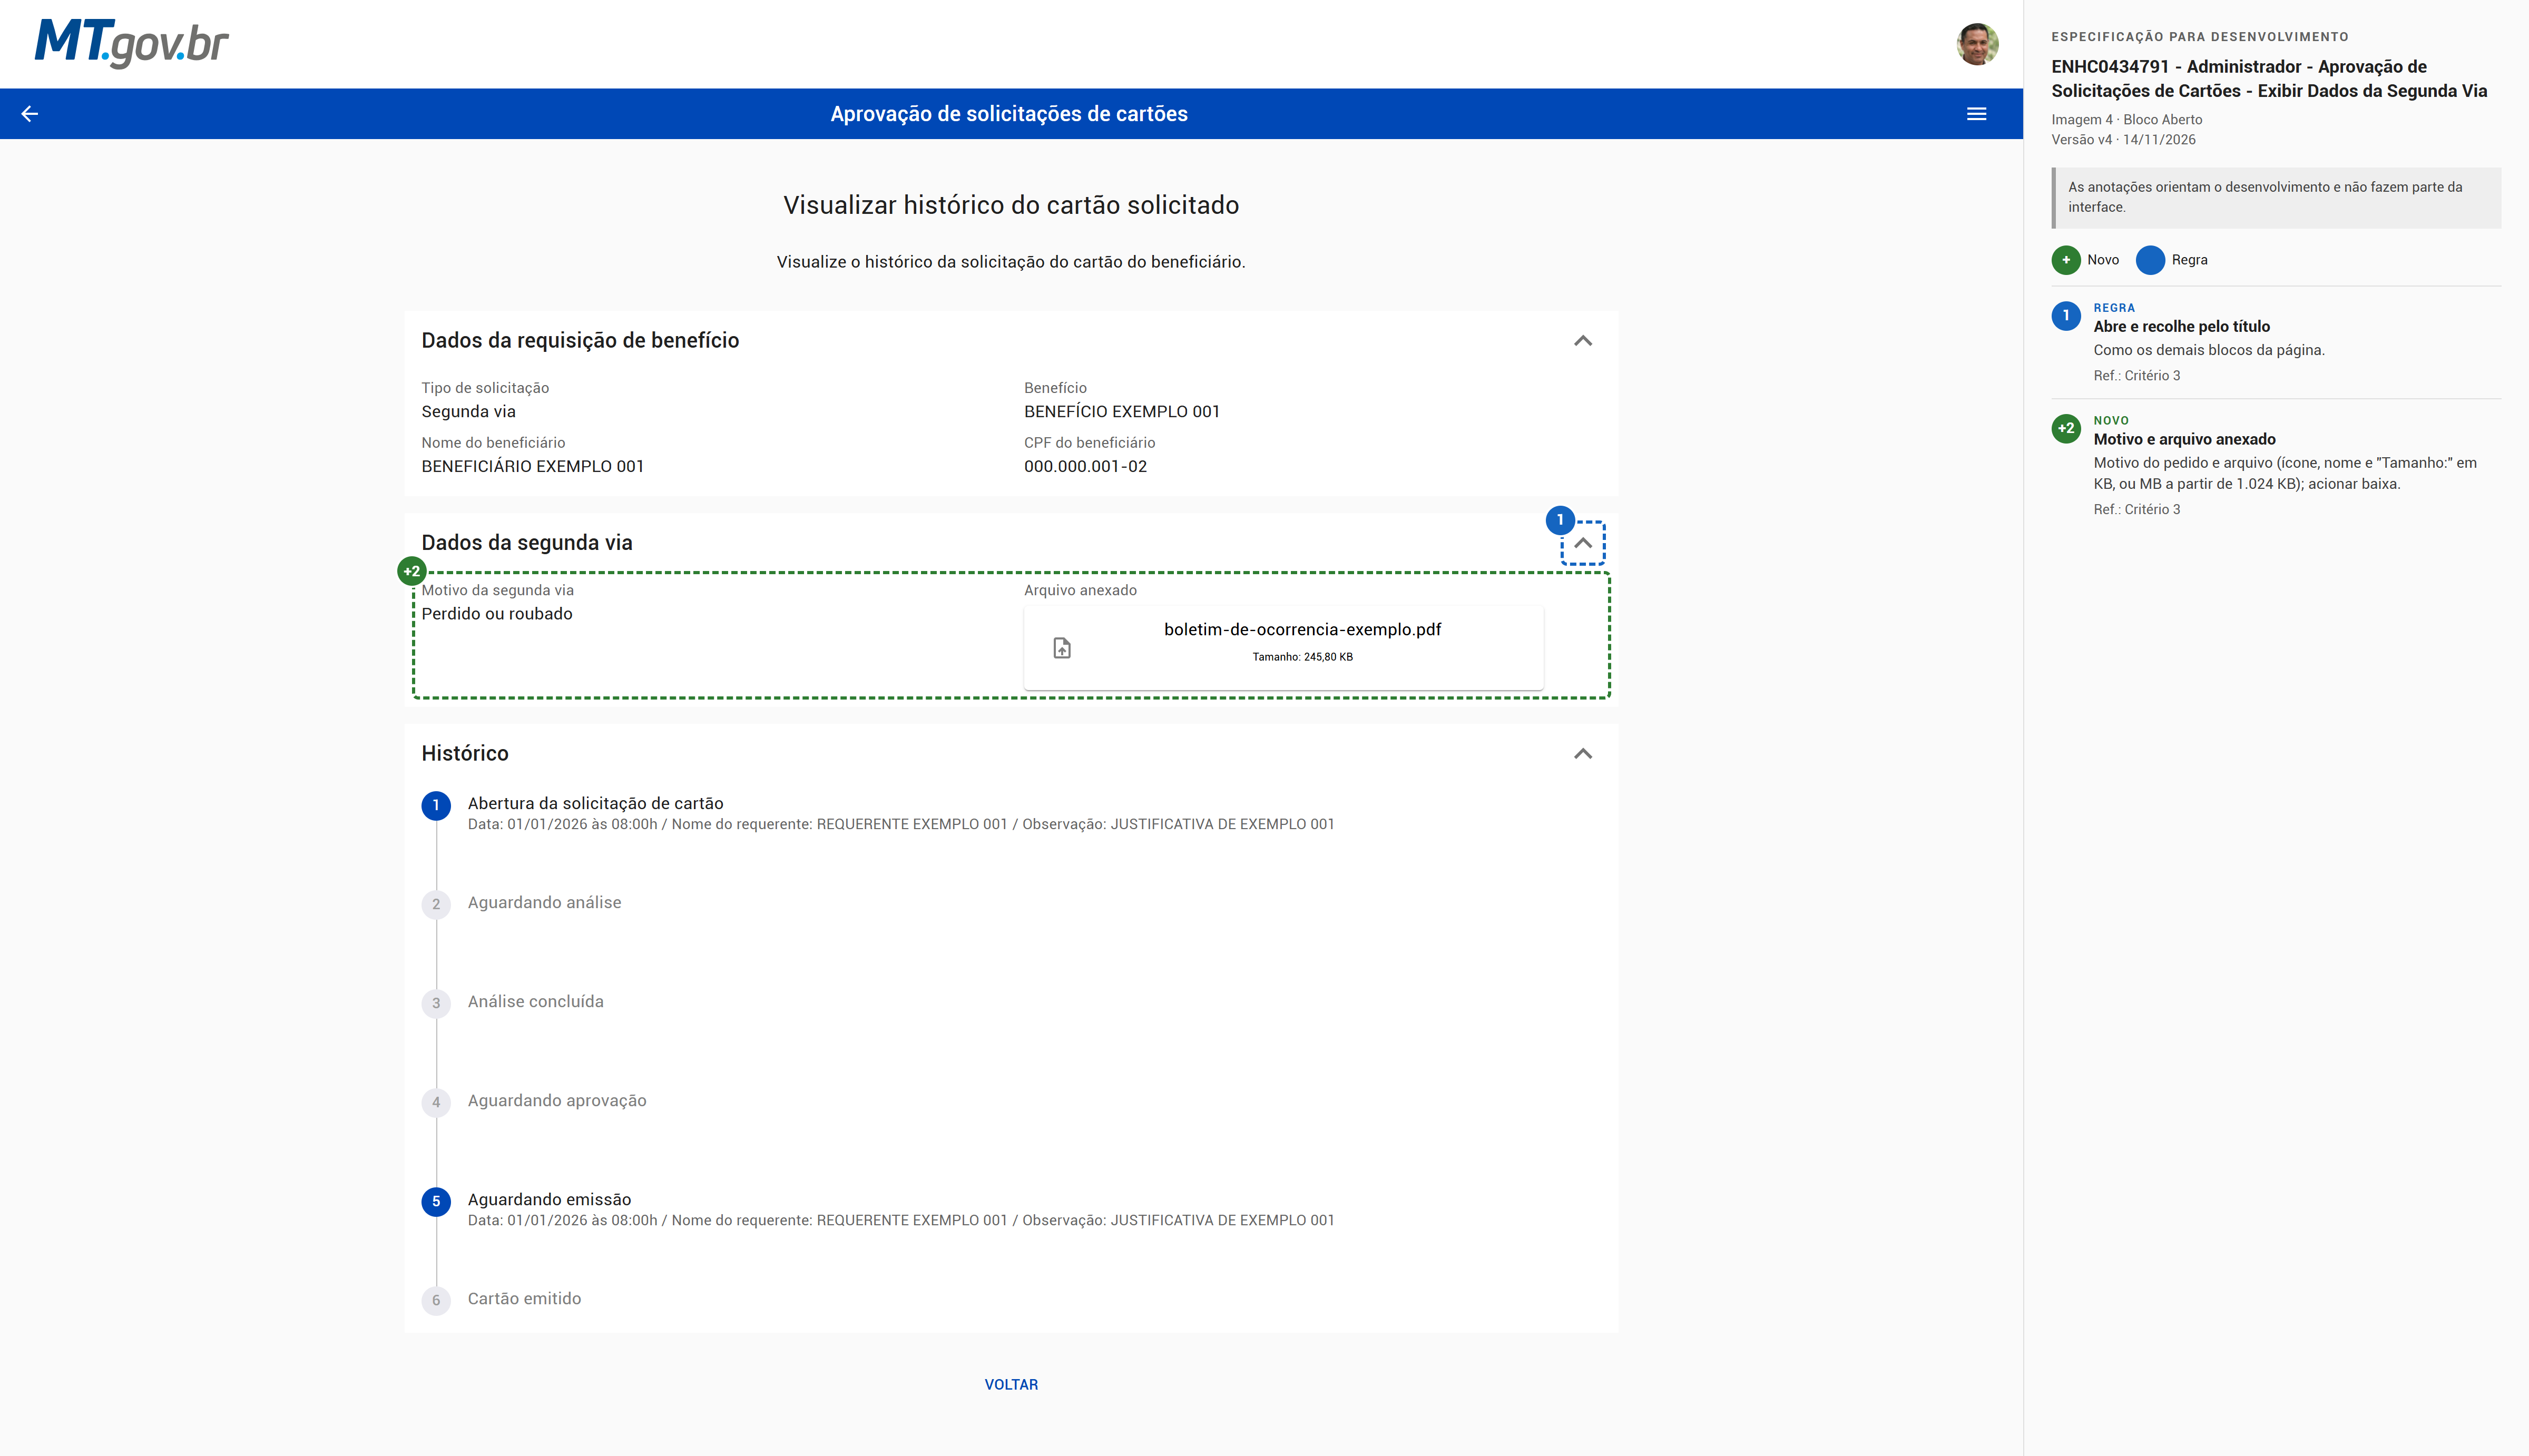 MT.gov.br
Aprovação de solicitações de cartões
Visualizar histórico do cartão solicitado
Visualize o histórico da solicitação do cartão do beneficiário.
Dados da requisição de benefício
Tipo de solicitação
Segunda via
Benefício
BENEFÍCIO EXEMPLO 001
Nome do beneficiário
BENEFICIÁRIO EXEMPLO 001
CPF do beneficiário
000.000.001-02
1
Dados da segunda via
+2
Motivo da segunda via
Perdido ou roubado
Arquivo anexado
boletim-de-ocorrencia-exemplo.pdf
Tamanho: 245,80 KB
Histórico
1
Abertura da solicitação de cartão
Data: 01/01/2026 às 08:00h / Nome do requerente: REQUERENTE EXEMPLO 001 / Observação: JUSTIFICATIVA DE EXEMPLO 001
2
Aguardando análise
3
Análise concluída
4
Aguardando aprovação
5
Aguardando emissão
Data: 01/01/2026 às 08:00h / Nome do requerente: REQUERENTE EXEMPLO 001 / Observação: JUSTIFICATIVA DE EXEMPLO 001
6
Cartão emitido
VOLTAR
ESPECIFICAÇÃO PARA DESENVOLVIMENTO
ENHC0434791 - Administrador - Aprovação de
Solicitações de Cartões - Exibir Dados da Segunda Via
Imagem 4 · Bloco Aberto
Versão v4 · 14/11/2026
As anotações orientam o desenvolvimento e não fazem parte da
interface.
+ Novo
Regra
1
REGRA
Abre e recolhe pelo título
Como os demais blocos da página.
Ref.: Critério 3
+2
NOVO
Motivo e arquivo anexado
Motivo do pedido e arquivo (ícone, nome e "Tamanho:" em
KB, ou MB a partir de 1.024 KB); acionar baixa.
Ref.: Critério 3